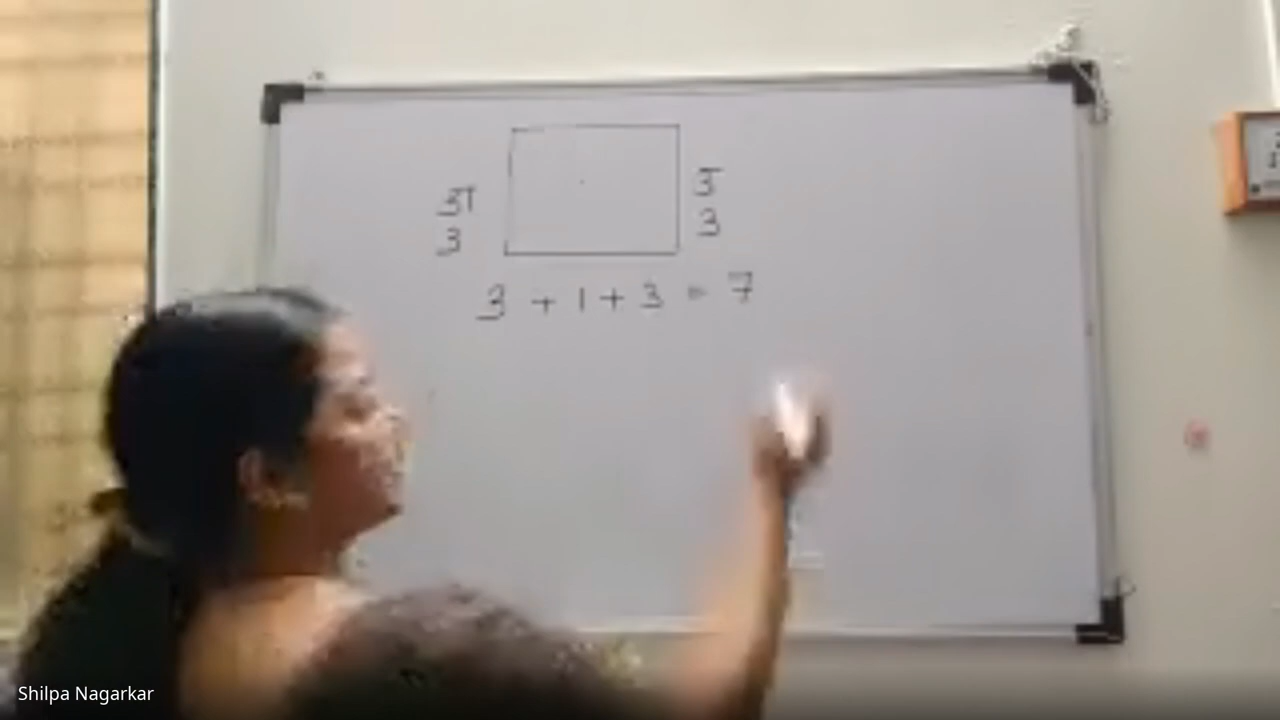 डा उ
3 3
3 + 1 + 3 = 7
Shilpa Nagarkar